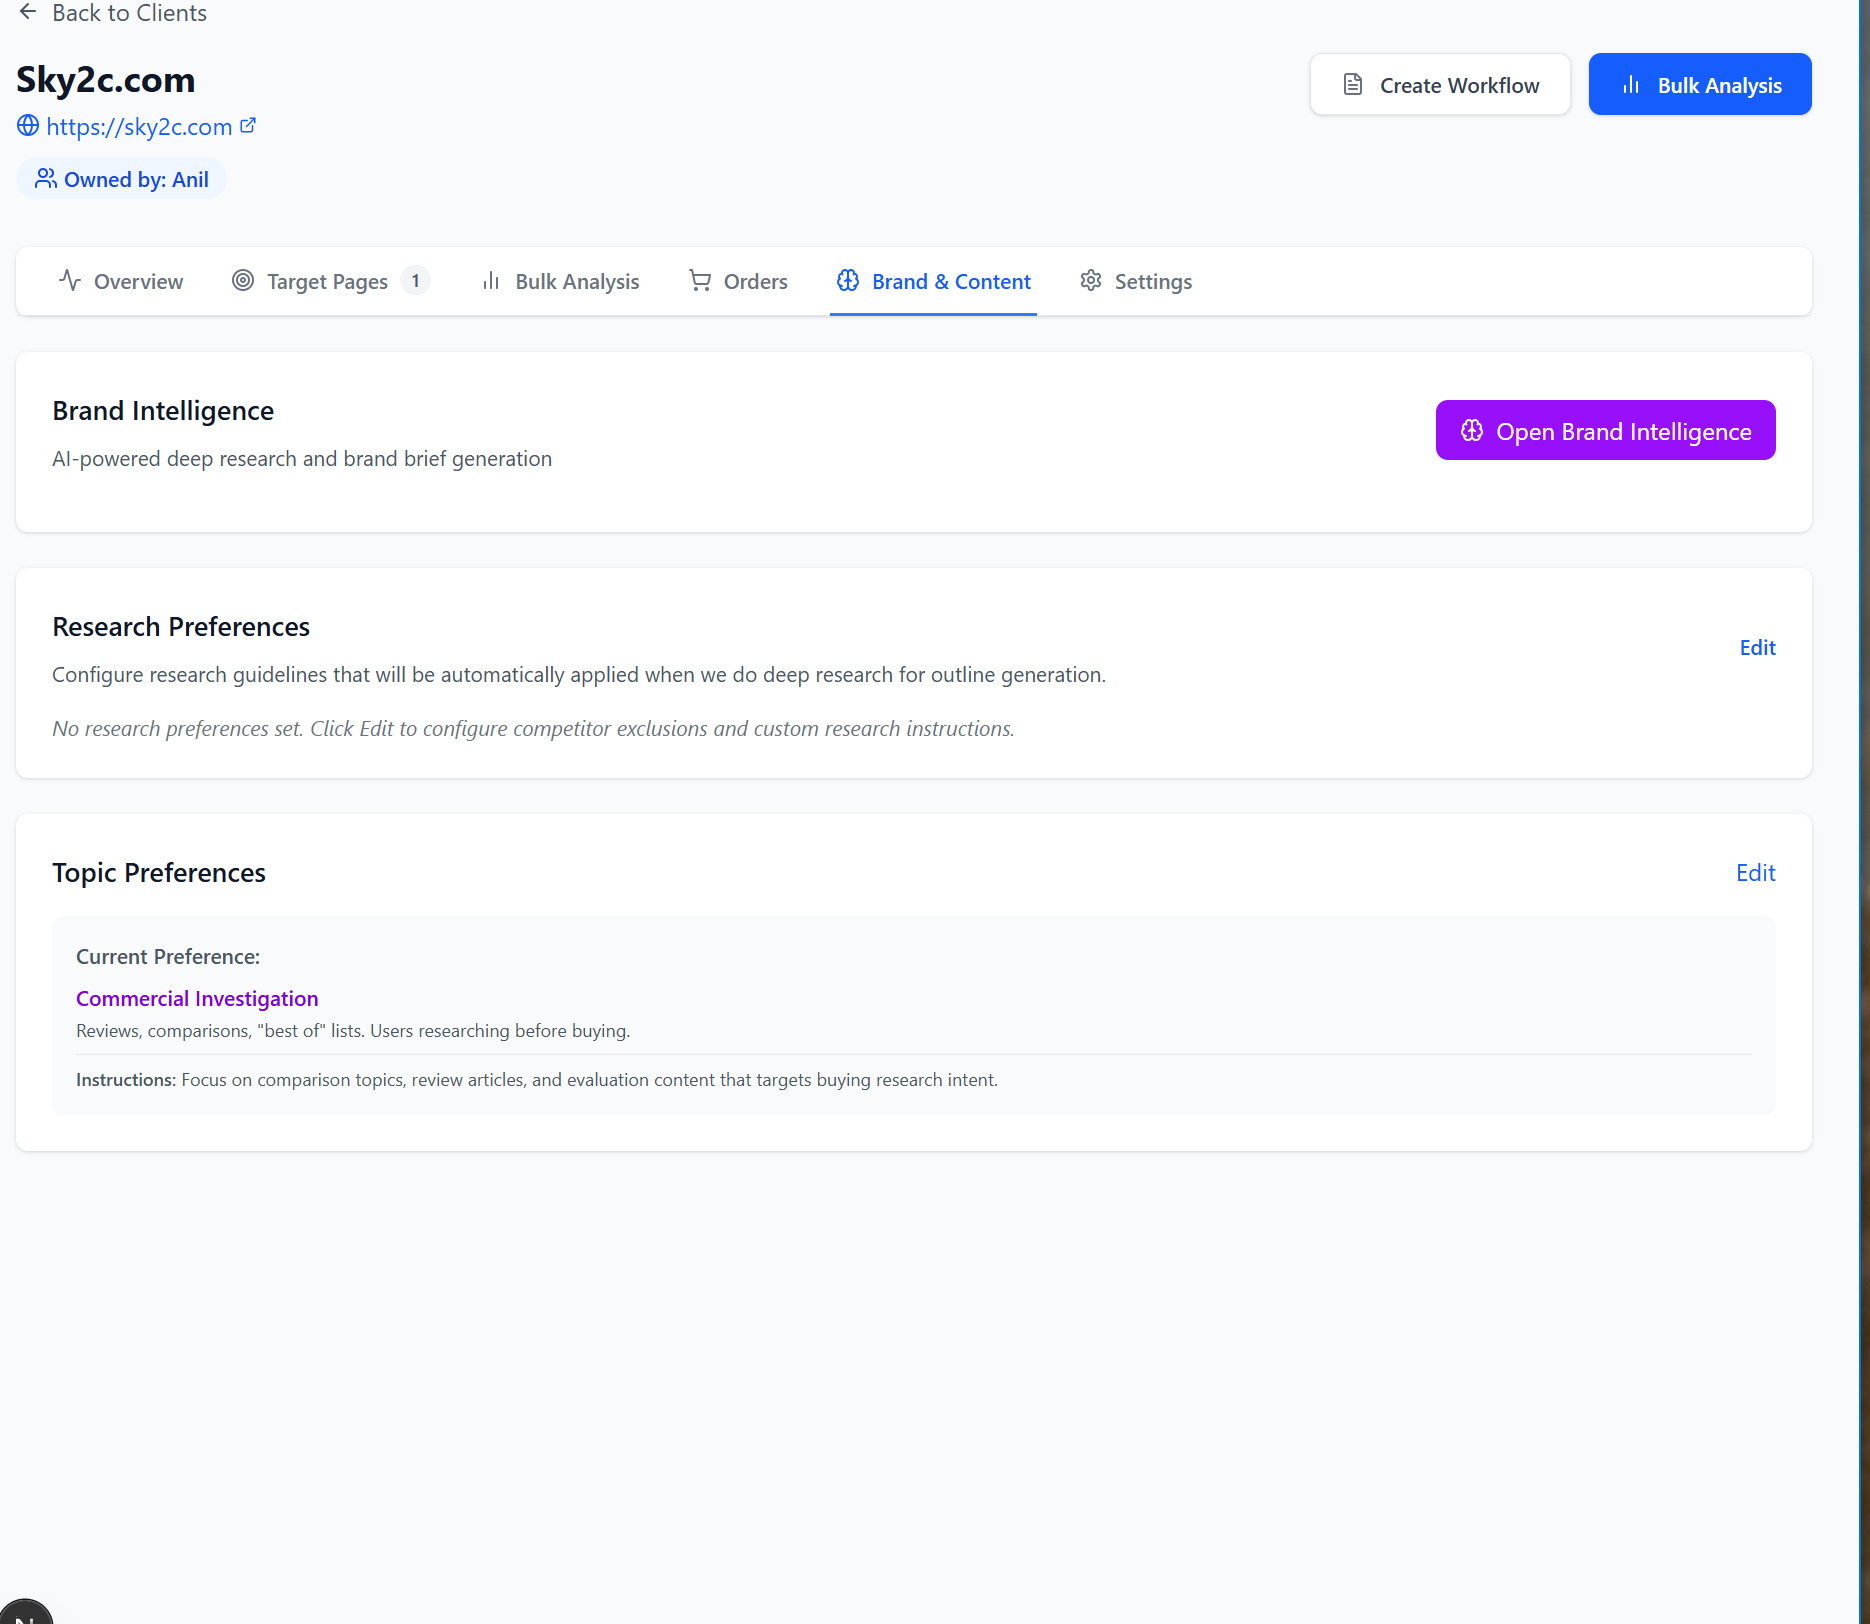 Back to Clients
Sky2c.com
https://sky2c.com
Owned by: Anil
Create Workflow
Bulk Analysis
Overview
Target Pages 1
Bulk Analysis
Orders
Brand & Content
Settings
Brand Intelligence
AI-powered deep research and brand brief generation
Open Brand Intelligence
Research Preferences
Edit
Configure research guidelines that will be automatically applied when we do deep research for outline generation.
No research preferences set. Click Edit to configure competitor exclusions and custom research instructions.
Topic Preferences
Edit
Current Preference:
Commercial Investigation
Reviews, comparisons, "best of" lists. Users researching before buying.
Instructions: Focus on comparison topics, review articles, and evaluation content that targets buying research intent.